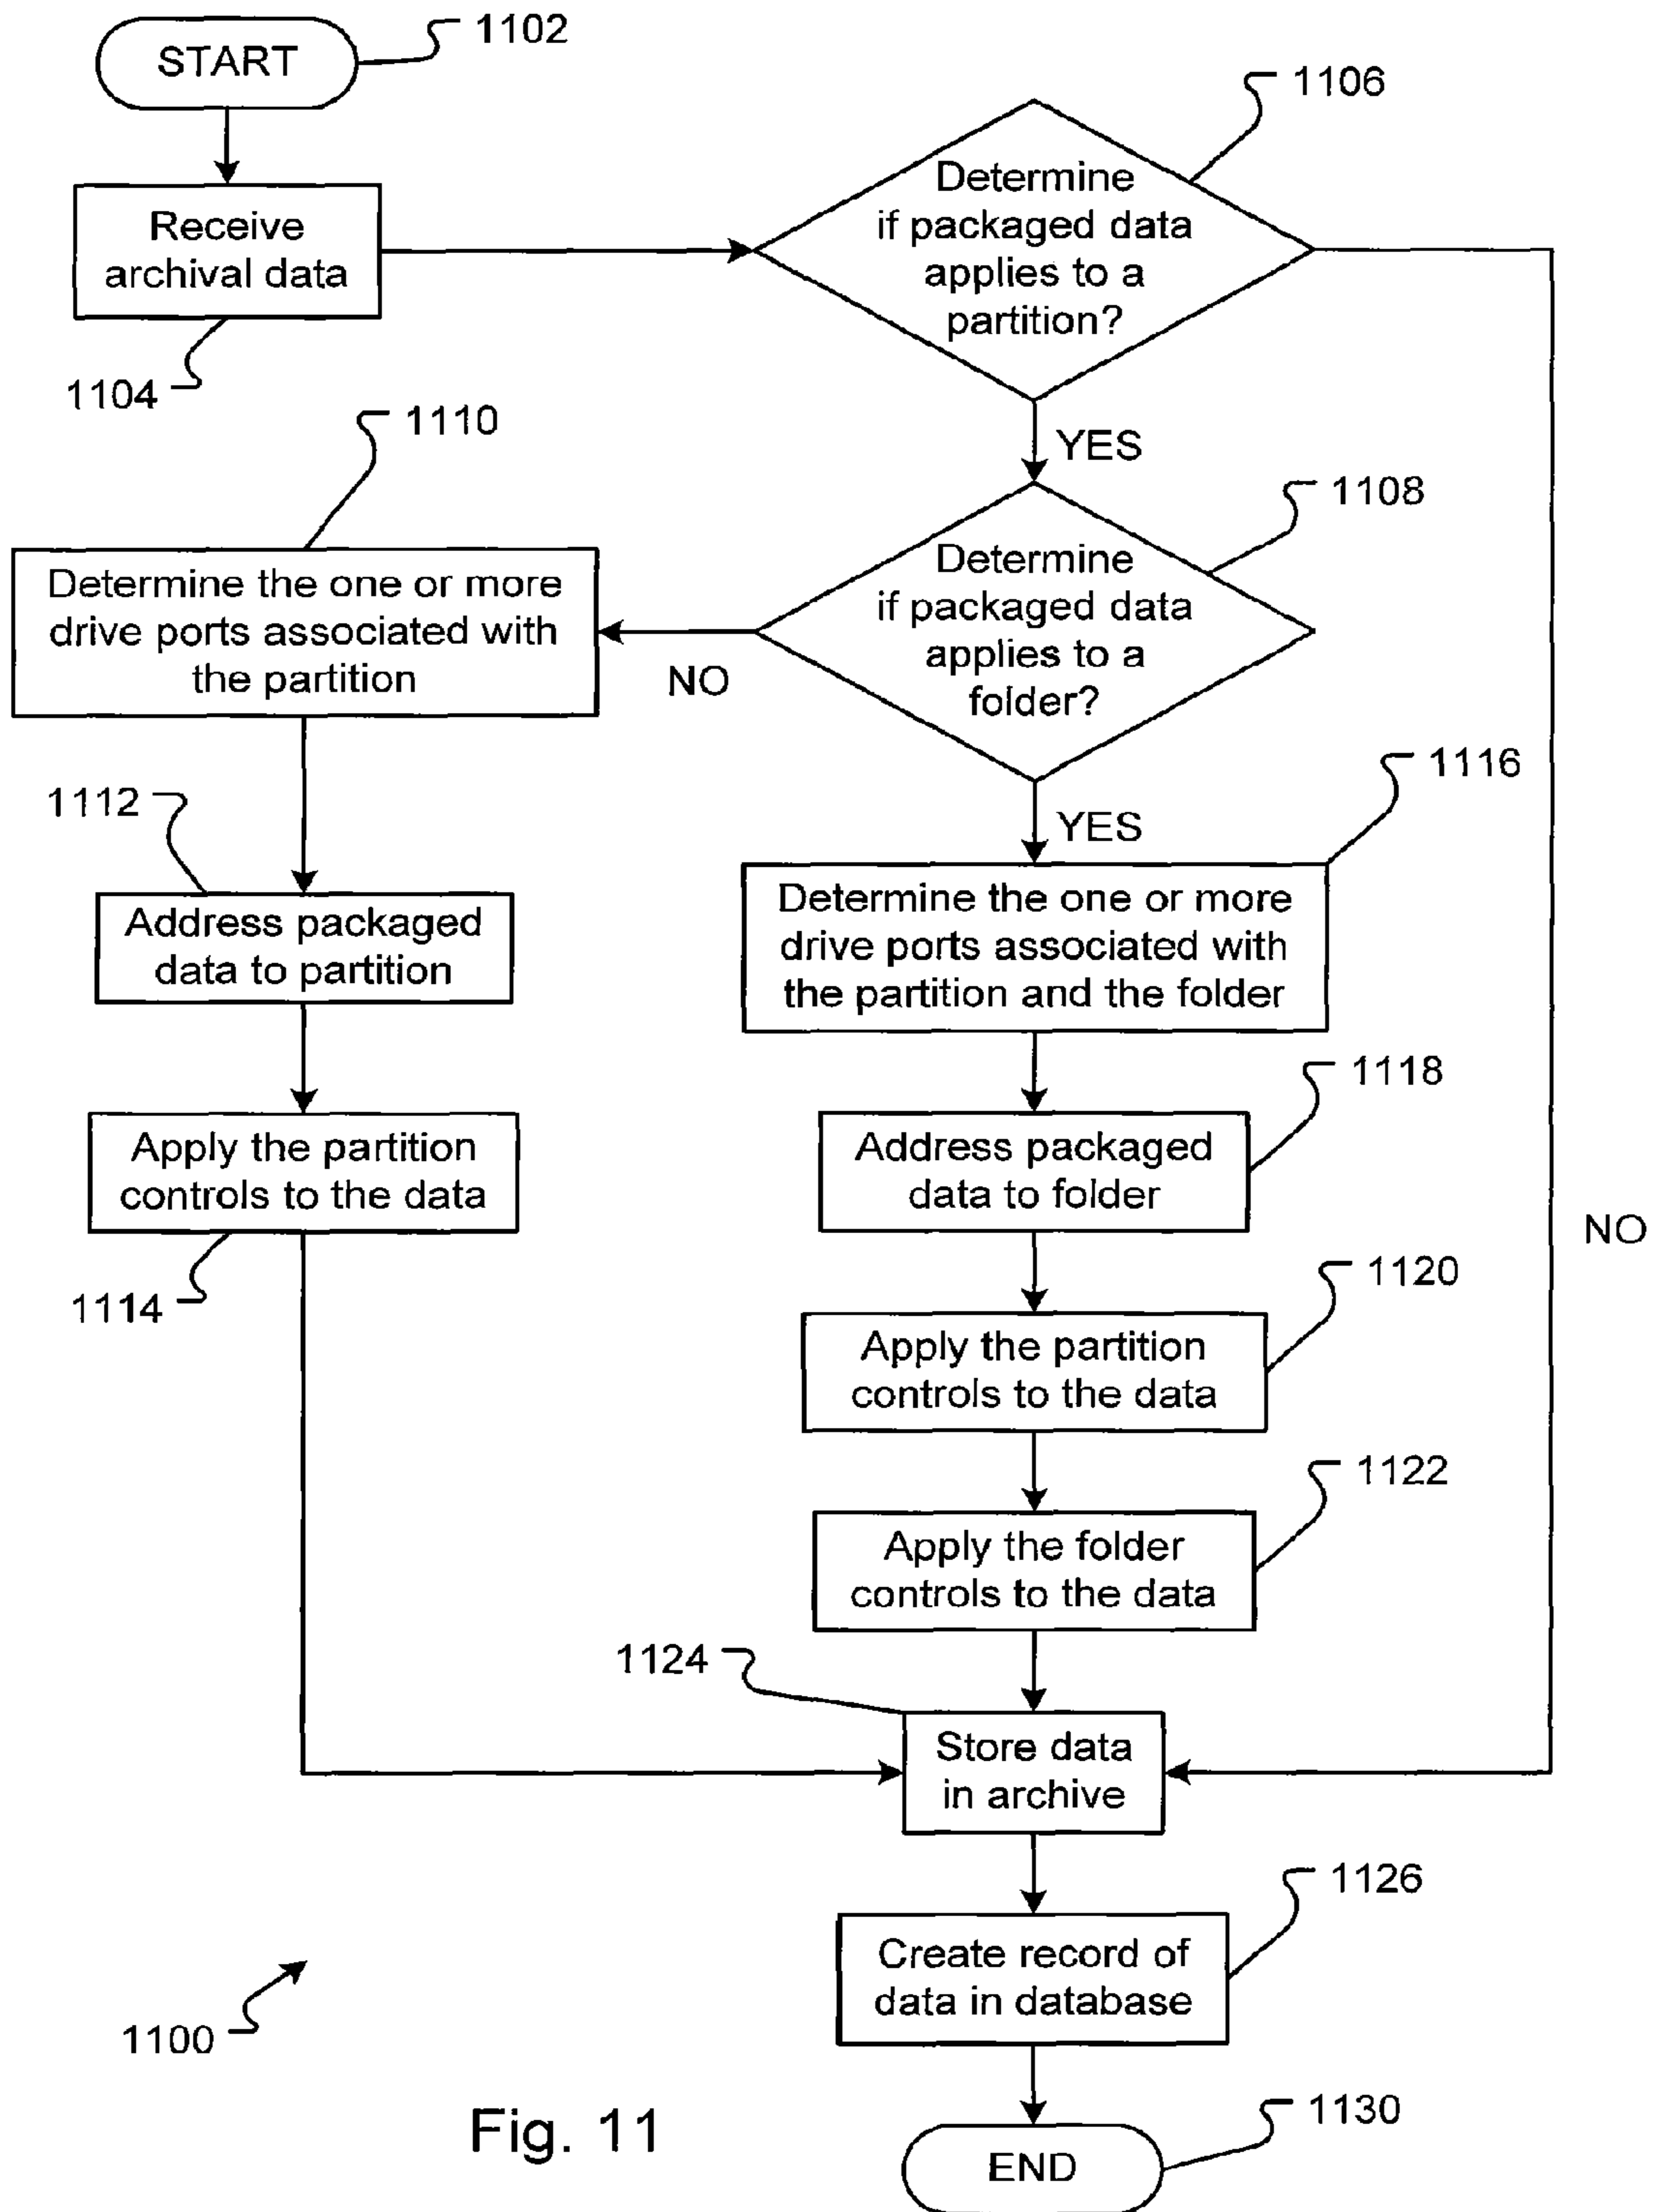 START
1102
Receive
archival data
1104
Determine
if packaged data
applies to a
partition?
1106
YES
NO
Determine
if packaged data
applies to a
folder?
1108
NO
YES
1110
Determine the one or more
drive ports associated with
the partition
1112
Address packaged
data to partition
Apply the partition
controls to the data
1114
1116
Determine the one or more
drive ports associated with
the partition and the folder
1118
Address packaged
data to folder
1120
Apply the partition
controls to the data
1122
Apply the folder
controls to the data
1124
Store data
in archive
1126
Create record of
data in database
1130
END
1100
Fig. 11